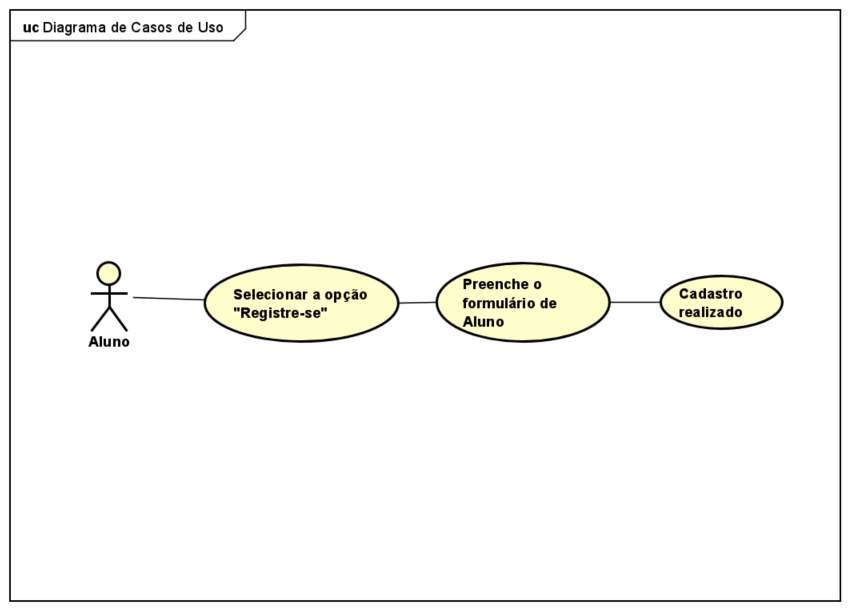 uc Diagrama de Casos de Uso
Selecionar a opção
"Registre-se"
Preenche o
formulário de
Aluno
Cadastro
realizado
Aluno